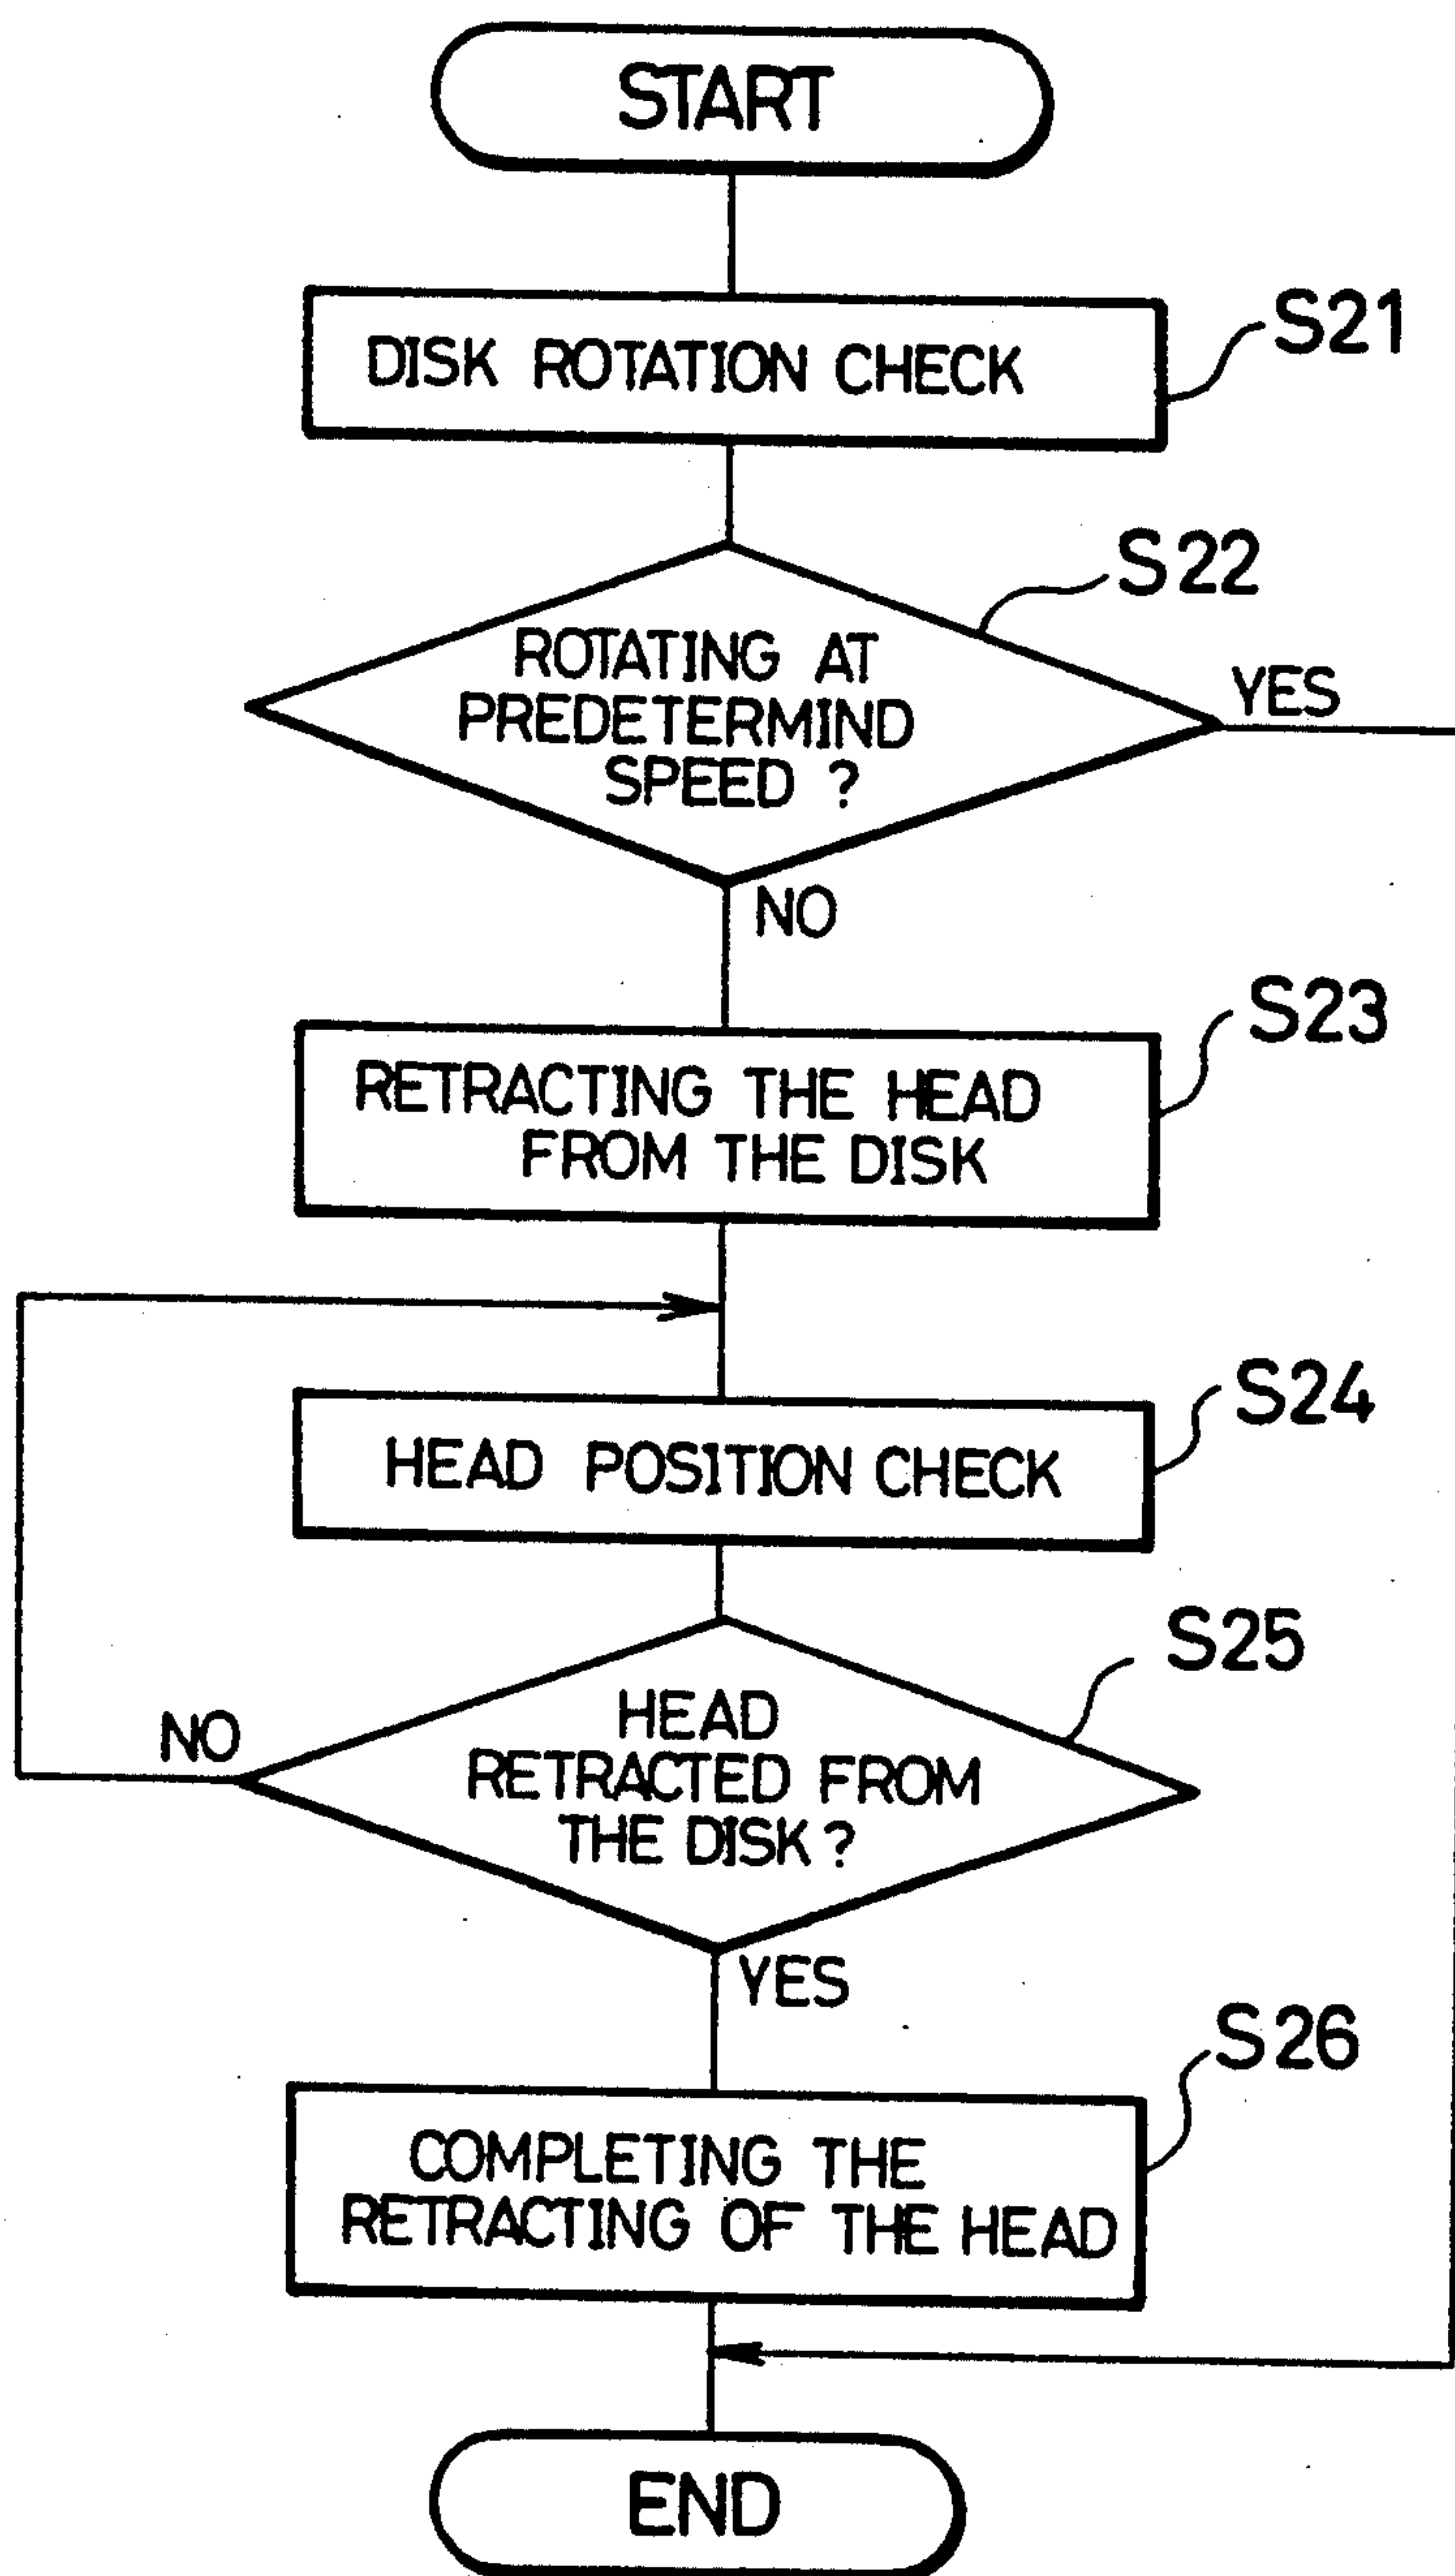 START
DISK ROTATION CHECK
S21
S22
ROTATING AT
PREDETERMIND
SPEED ?
YES
NO
S23
RETRACTING THE HEAD
FROM THE DISK
S24
HEAD POSITION CHECK
S25
HEAD
RETRACTED FROM
THE DISK ?
NO
YES
S26
COMPLETING THE
RETRACTING OF THE HEAD
END